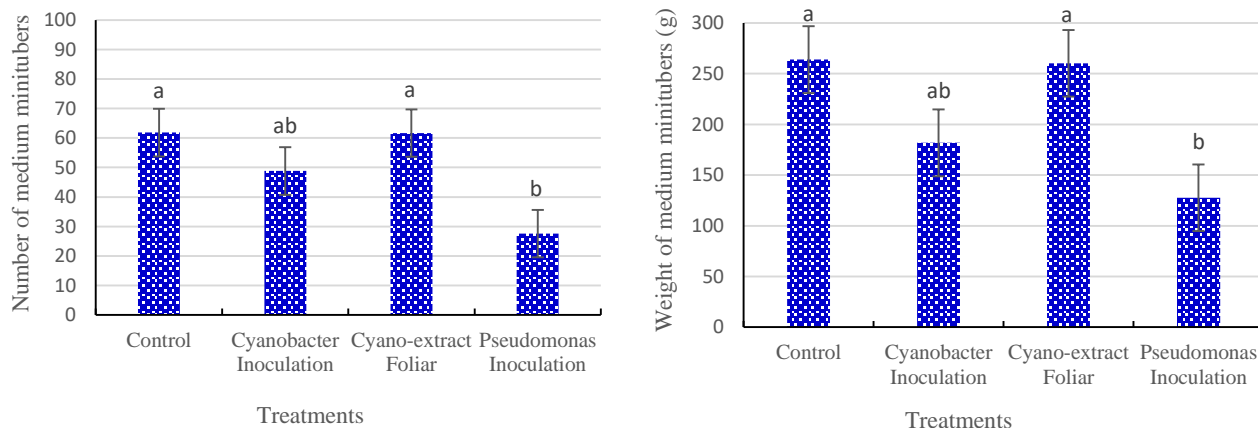 Number of medium minitubers
100
90
80
70
60
50
40
30
20
10
0
a
ab
a
b
Control
Cyanobacter
Inoculation
Cyano-extract
Foliar
Pseudomonas
Inoculation
Treatments
Weight of medium minitubers (g)
300
250
200
150
100
50
0
a
ab
a
b
Control
Cyanobacter
Inoculation
Cyano-extract
Foliar
Pseudomonas
Inoculation
Treatments